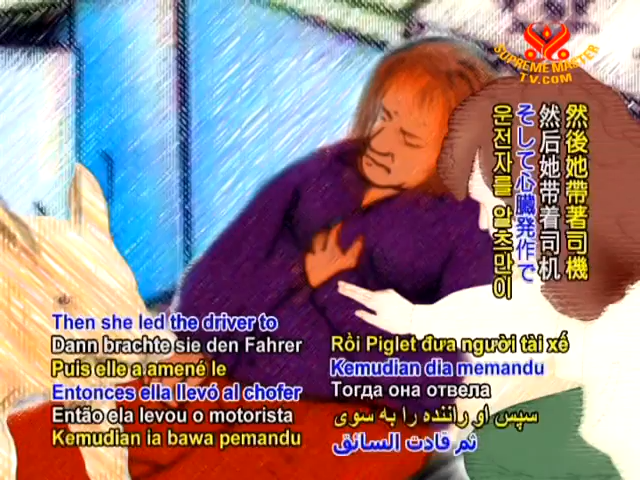 SUPREME MASTER
TV.COM
然後她帶著司機
然后她带着司机
そして心臓発作で
운전자를 알츠만이
Then she led the driver to
Dann brachte sie den Fahrer
Puis elle a amené le
Entonces ella llevó al chofer
Então ela levou o motorista
Kemudian ia bawa pemandu
Rồi Piglet đưa người tài xế
Kemudian dia memandu
Тогда она отвела
سپس او راننده را به سوی
ثم قادت السائق